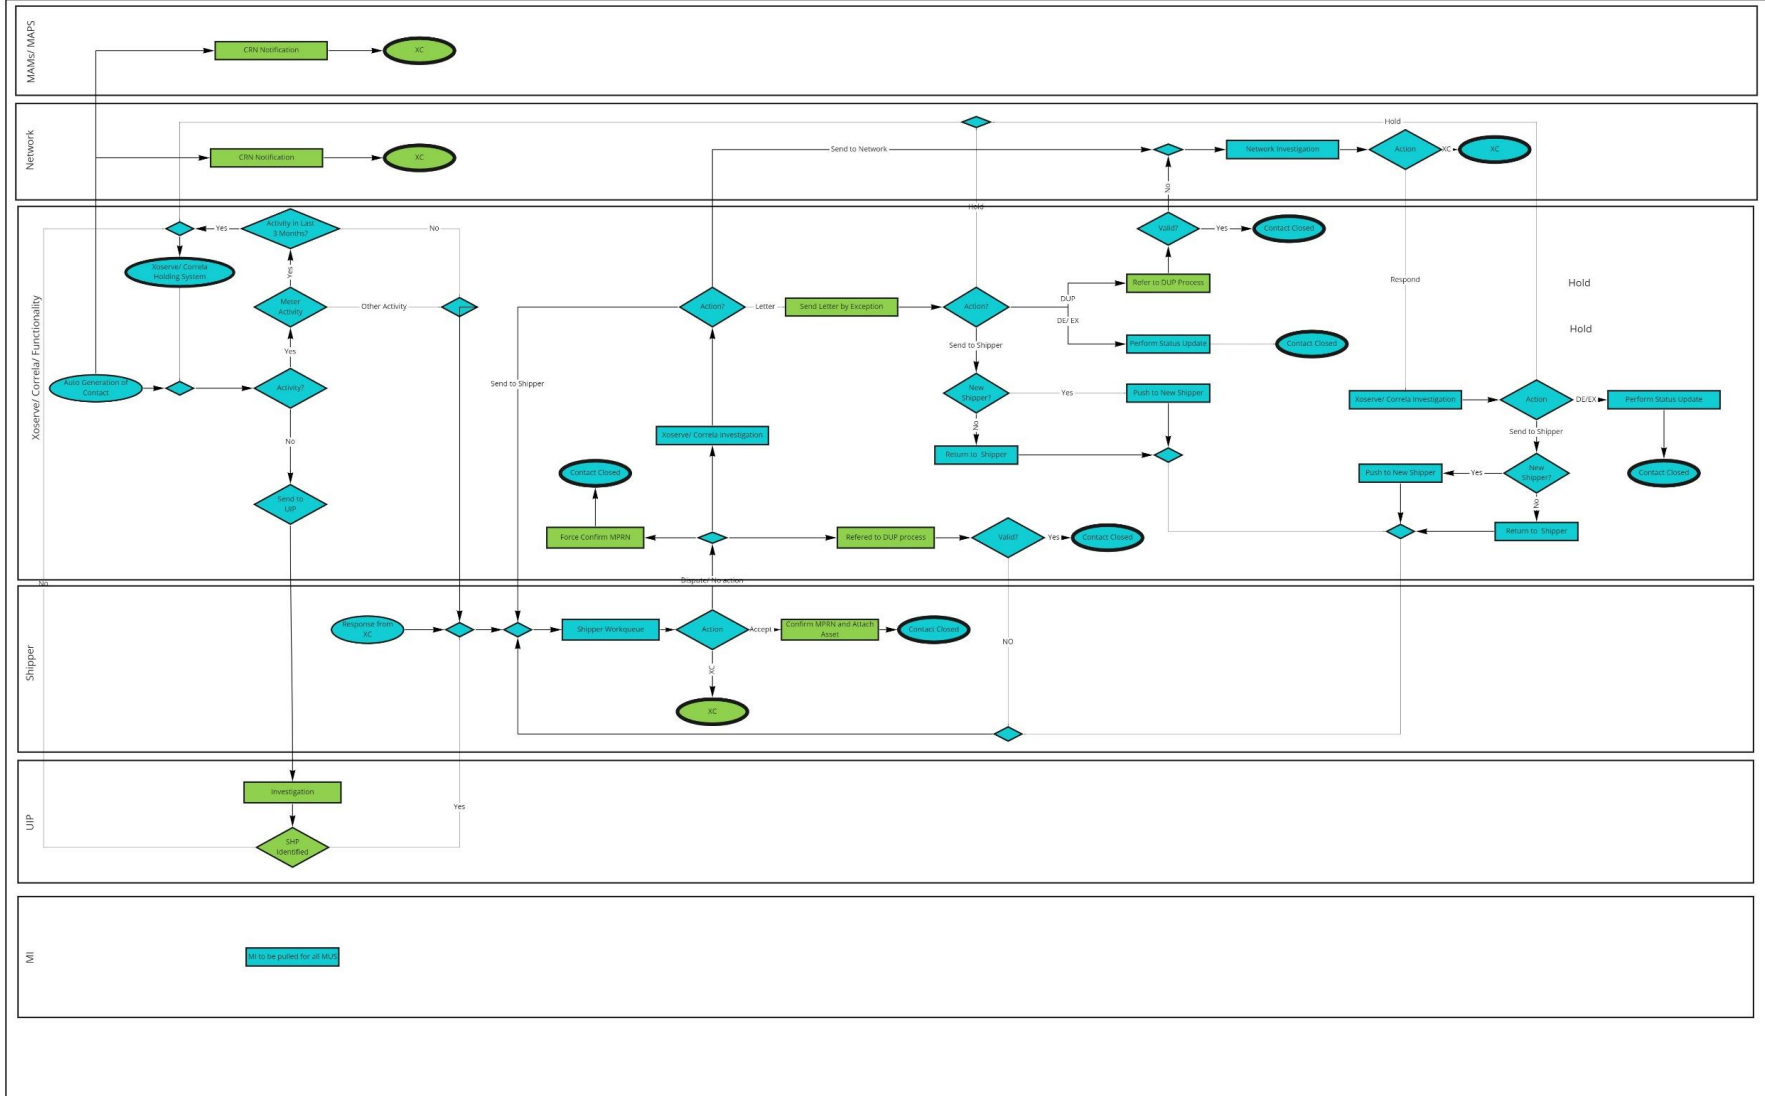 MAMs/ MAPS
CRN Notification
XC
Network
CRN Notification
XC
Hold
Send to Network
Network Investigation
Action
XC
XC
No
Hold
Xoserve/ Correla/ Functionality
Activity in Last
3 Months?
Yes
No
Xoserve/ Correla
Holding System
Yes
Meter
Activity
Other Activity
Yes
Auto Generation of
Contact
Activity?
No
Send to
UIP
Send to Shipper
Action?
Letter
Send Letter by Exception
Action?
DUP
DE/ EX
Valid?
Yes
Contact Closed
Refer to DUP Process
Perform Status Update
Contact Closed
Send to Shipper
New
Shipper?
Yes
Push to New Shipper
No
Return to Shipper
Xoserve/ Correla Investigation
Contact Closed
Force Confirm MPRN
Refered to DUP process
Valid?
Yes
Contact Closed
Respond
Hold
Hold
Xoserve/ Correla Investigation
Action
DE/EX
Perform Status Update
Send to Shipper
New
Shipper?
Yes
Push to New Shipper
Contact Closed
No
Return to Shipper
No
Dispute/ No action
Shipper
Response from
XC
Shipper Workqueue
Action
Accept
Confirm MPRN and Attach
Asset
Contact Closed
NO
XC
XC
UIP
Investigation
Yes
SHP
Identified
MI
MI to be pulled for all MUS